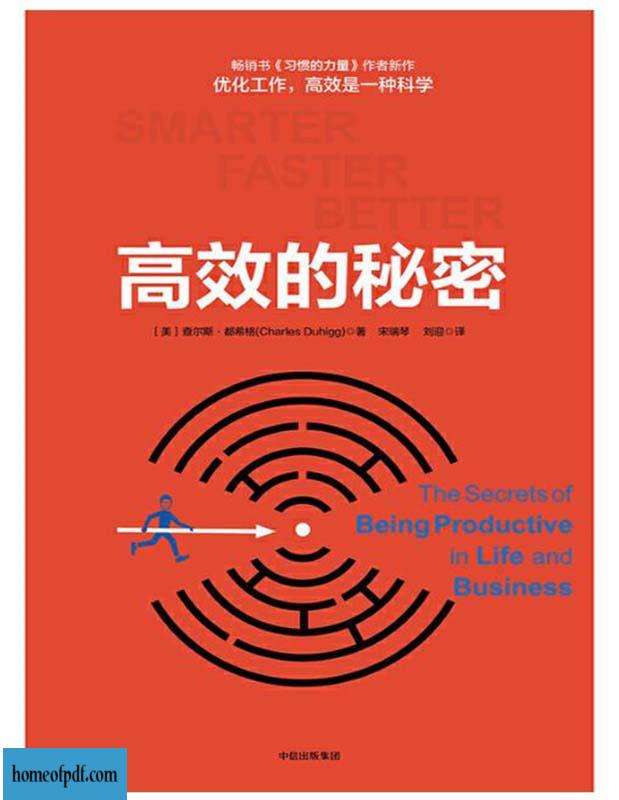 畅销书《习惯的力量》作者新作
优化工作，高效是一种科学
SMARTER
FASTER
BETTER
高效的秘密
［美］查尔斯·都希格(Charles Duhigg)◎著 宋瑞琴 刘迎◎译
The Secrets of
Being Productive
in Life and
Business
中信出版集团
homeofpdf.com